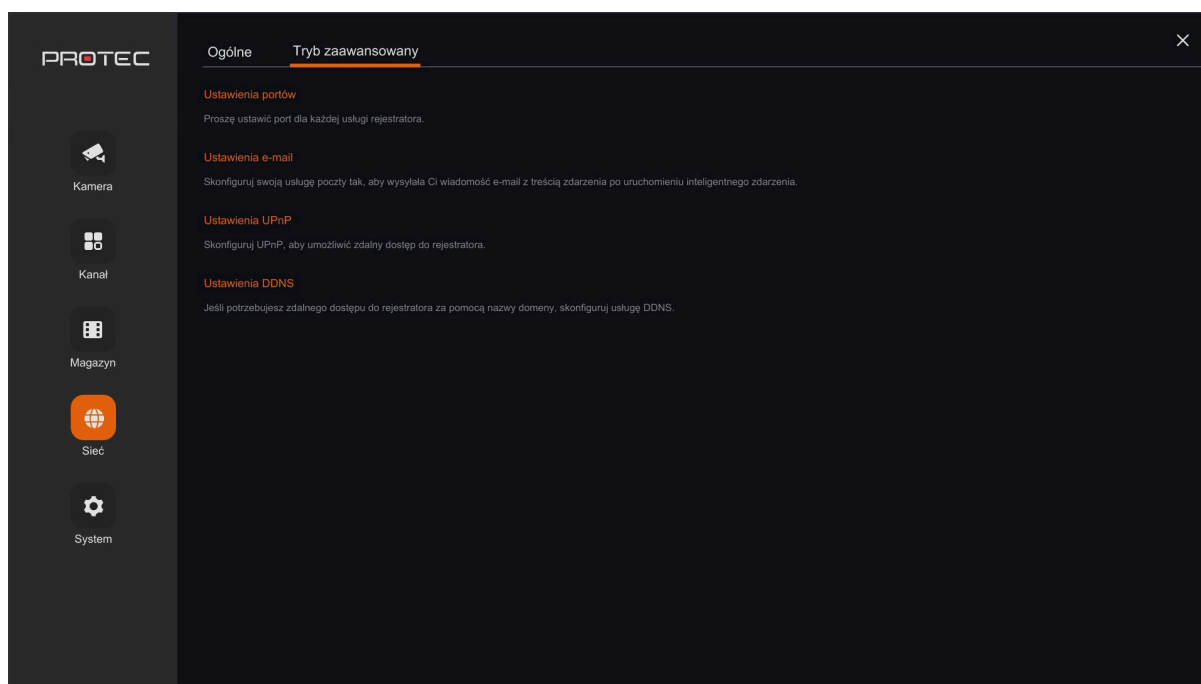 PROTEC
Ogólne
Tryb zaawansowany
Ustawienia portów
Proszę ustawić port dla każdej usługi rejestratora.
Ustawienia e-mail
Skonfiguruj swoją usługę poczty tak, aby wysyłała Ci wiadomość e-mail z treścią zdarzenia po uruchomieniu inteligentnego zdarzenia.
Ustawienia UPnP
Skonfiguruj UPnP, aby umożliwić zdalny dostęp do rejestratora.
Ustawienia DDNS
Jeśli potrzebujesz zdalnego dostępu do rejestratora za pomocą nazwy domeny, skonfiguruj usługę DDNS.
Kamera
Kanał
Magazyn
Sieć
System